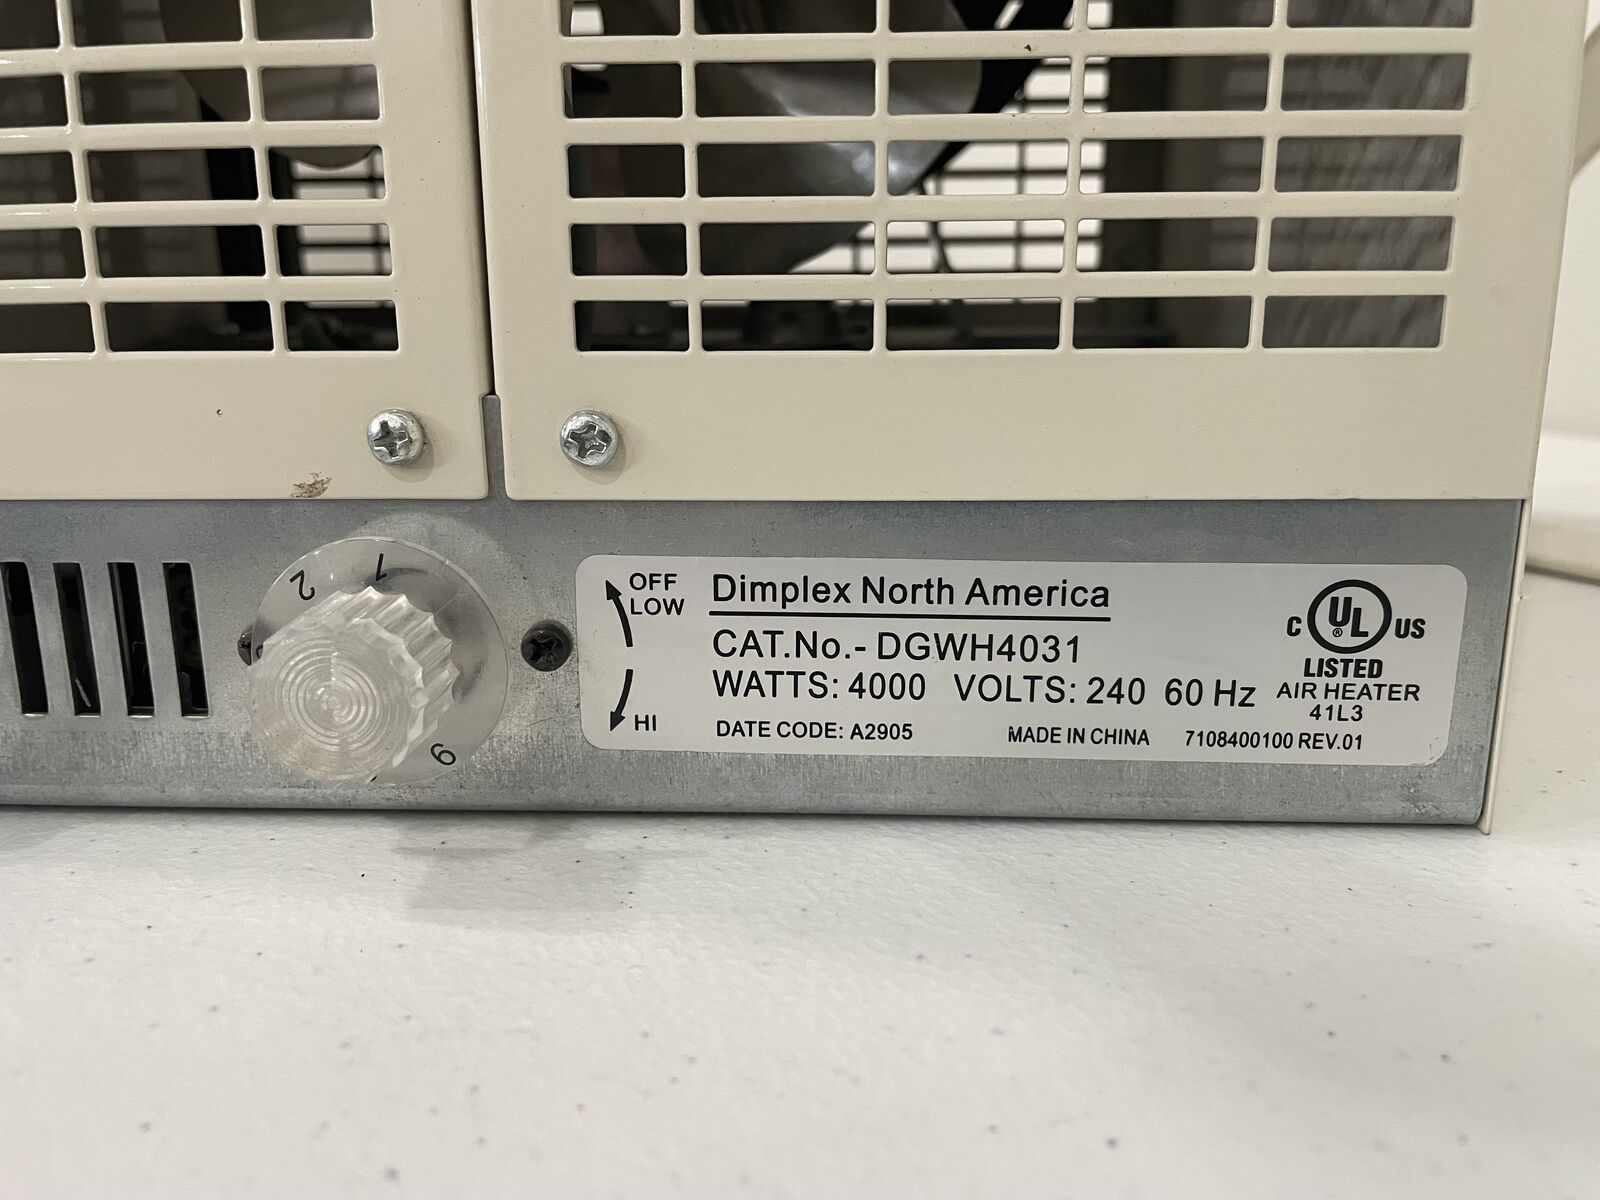 2
1
9
OFF
LOW
HI
Dimplex North America
CAT.No.- DGWH4031
WATTS: 4000 VOLTS: 240 60 Hz
DATE CODE: A2905 MADE IN CHINA 7108400100 REV.01
C UL ® US
LISTED
AIR HEATER
41L3